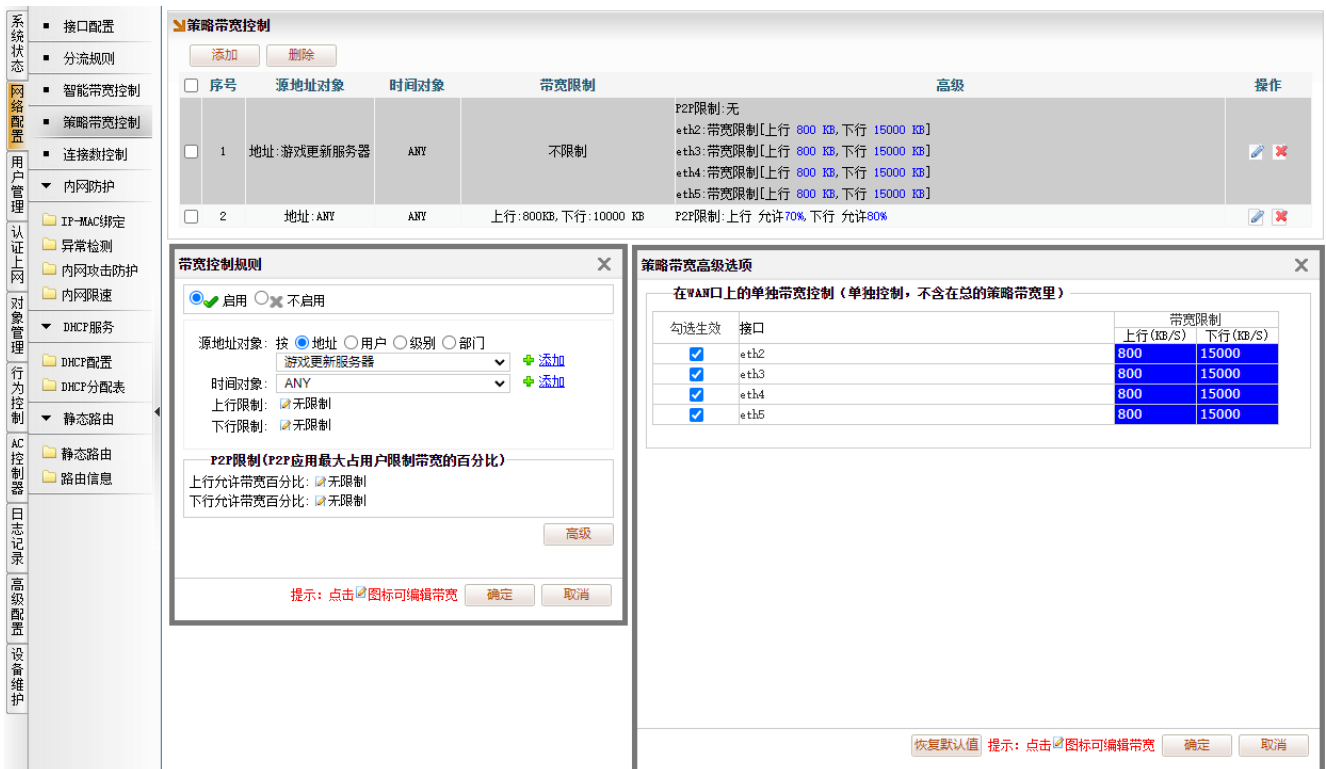 系统状态
网络配置
用户管理
认证上网
对象管理
行为控制
AC控制器
日志记录
高级配置
设备维护
接口配置
分流规则
智能带宽控制
策略带宽控制
连接数控制
内网防护
IP-MAC绑定
异常检测
内网攻击防护
内网限速
DHCP服务
DHCP配置
DHCP分配表
静态路由
静态路由
路由信息
策略带宽控制
添加 删除
序号 源地址对象 时间对象 带宽限制 高级 操作
P2P限制:无
eth2:带宽限制[上行 800 KB,下行 15000 KB]
1 地址:游戏更新服务器 ANY 不限制 eth3:带宽限制[上行 800 KB,下行 15000 KB]
eth4:带宽限制[上行 800 KB,下行 15000 KB]
eth5:带宽限制[上行 800 KB,下行 15000 KB]
2 地址:ANY ANY 上行:800KB,下行:10000 KB P2P限制:上行 允许70%,下行 允许80%
带宽控制规则
启用 不启用
源地址对象: 按 地址 用户 级别 部门
游戏更新服务器 添加
时间对象: ANY 添加
上行限制: 无限制
下行限制: 无限制
P2P限制(P2P应用最大占用户限制带宽的百分比)
上行允许带宽百分比: 无限制
下行允许带宽百分比: 无限制
高级
提示: 点击图标可编辑带宽 确定 取消
策略带宽高级选项
在WAN口上的单独带宽控制(单独控制,不含在总的策略带宽里)
勾选生效 接口 带宽限制
上行(KB/S) 下行(KB/S)
eth2 800 15000
eth3 800 15000
eth4 800 15000
eth5 800 15000
恢复默认值 提示: 点击图标可编辑带宽 确定 取消